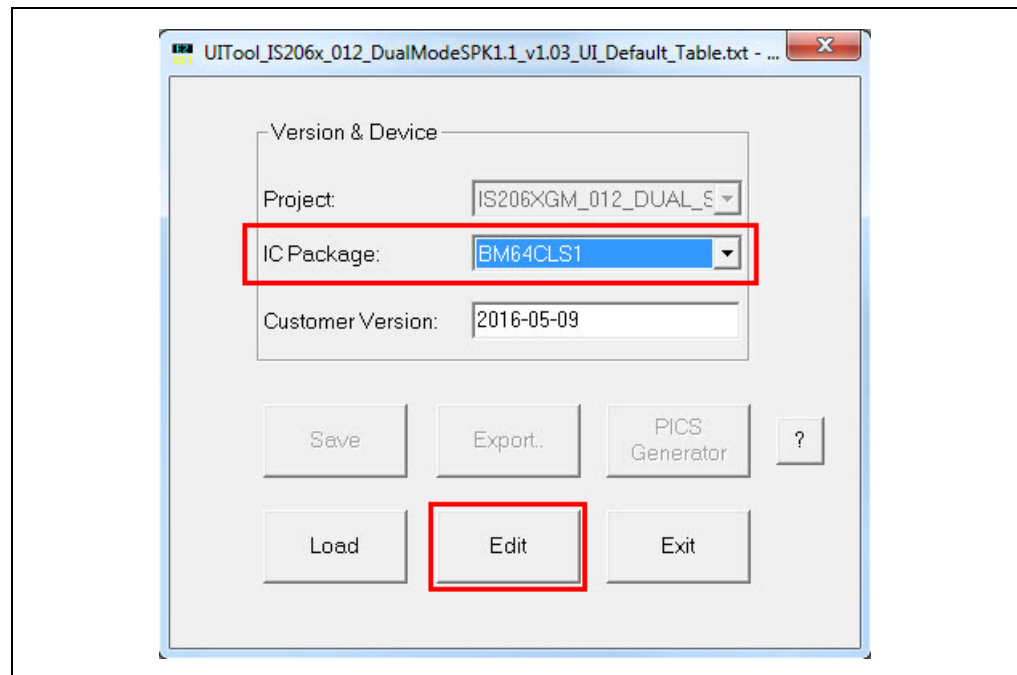 UITool_IS206x_012_DualModeSPK1.1_v1.03_UI_Default_Table.txt - ...
Version & Device
Project: IS206XGM_012_DUAL_S
IC Package: BM64CLS1
Customer Version: 2016-05-09
Save Export.. PICS Generator ?
Load Edit Exit